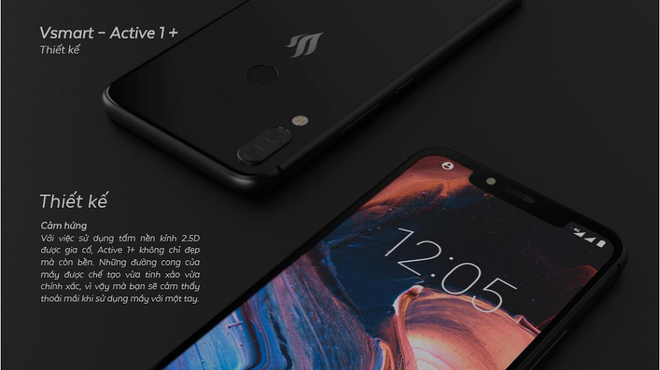 Vsmart – Active 1+
Thiết kế
Thiết kế
Cảm hứng
Với việc sử dụng tấm nền kính 2.5D
được gia cố, Active 1+ không chỉ đẹp
mà còn bền. Những đường cong của
máy được chế tạo vừa tinh xảo vừa
chính xác, vì vậy mà bạn sẽ cảm thấy
thoải mái khi sử dụng máy với một tay.
12:05